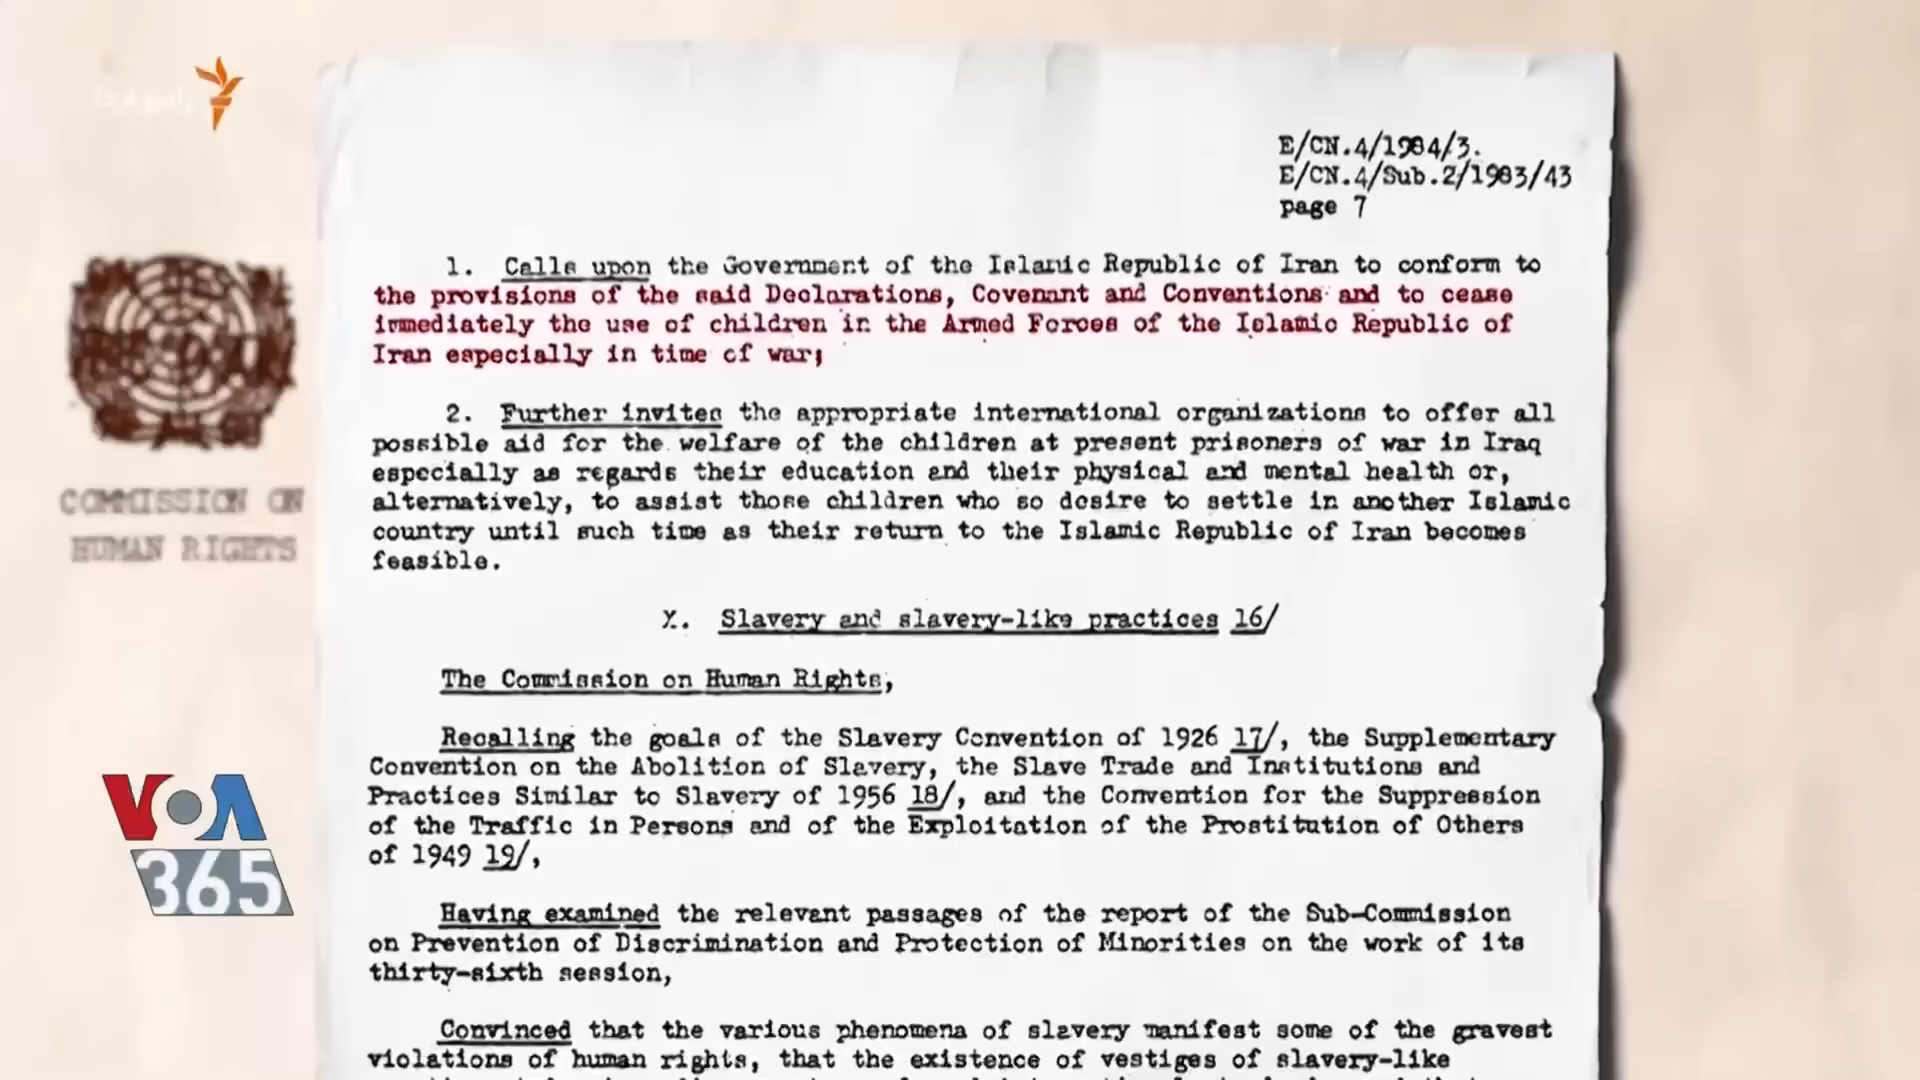 E/CN.4/1984/3.
E/CN.4/Sub.2/1983/43
page 7
1. Calls upon the Government of the Islamic Republic of Iran to conform to
the provisions of the said Declarations, Covenant and Conventions and to cease
immediately the use of children in the Armed Forces of the Islamic Republic of
Iran especially in time of war;
2. Further invites the appropriate international organizations to offer all
possible aid for the welfare of the children at present prisoners of war in Iraq
especially as regards their education and their physical and mental health or,
alternatively, to assist those children who so desire to settle in another Islamic
country until such time as their return to the Islamic Republic of Iran becomes
feasible.
X. Slavery and slavery-like practices 16/
The Commission on Human Rights,
Recalling the goals of the Slavery Convention of 1926 17/, the Supplementary
Convention on the Abolition of Slavery, the Slave Trade and Institutions and
Practices Similar to Slavery of 1956 18/, and the Convention for the Suppression
of the Traffic in Persons and of the Exploitation of the Prostitution of Others
of 1949 19/,
Having examined the relevant passages of the report of the Sub-Commission
on Prevention of Discrimination and Protection of Minorities on the work of its
thirty-sixth session,
Convinced that the various phenomena of slavery manifest some of the gravest
violations of human rights, that the existence of vestiges of slavery-like
COMMISSION ON
HUMAN RIGHTS
VOA
365
رادیو فردا